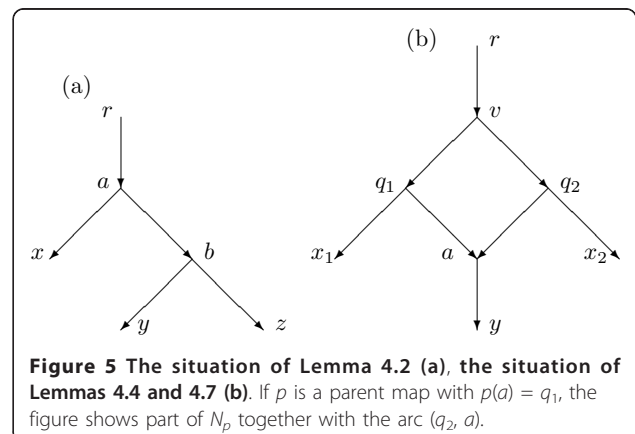 (a)
r
a
x
b
y
z
(b)
r
v
q1
q2
x1
a
x2
y
Figure 5 The situation of Lemma 4.2 (a), the situation of
Lemmas 4.4 and 4.7 (b). If p is a parent map with p(a) = q1, the
figure shows part of Np together with the arc (q2, a).